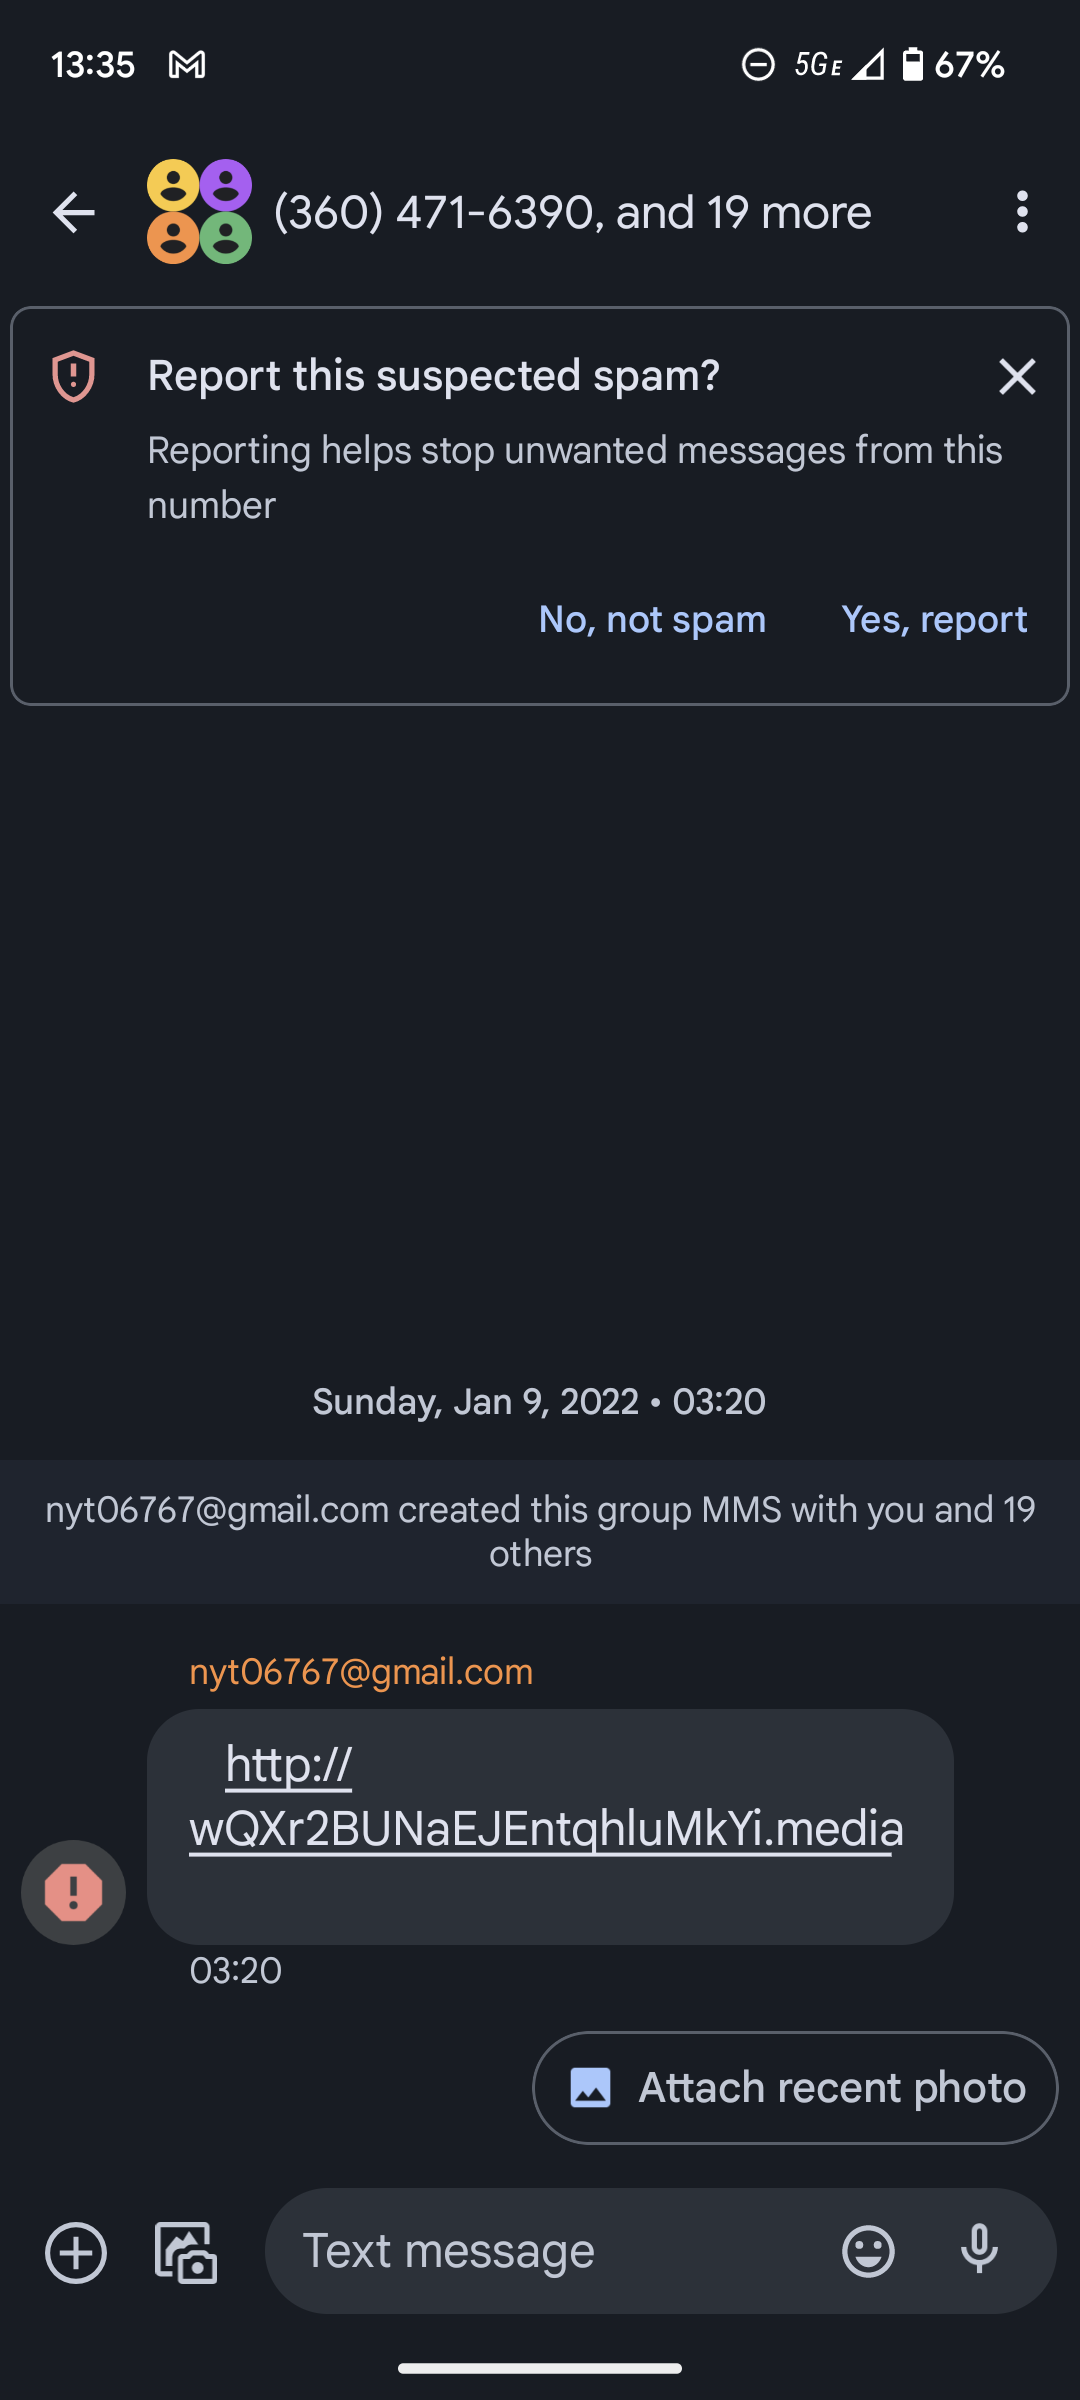 13:35 5GE 67%
(360) 471-6390, and 19 more
Report this suspected spam?
Reporting helps stop unwanted messages from this
number
No, not spam Yes, report
Sunday, Jan 9, 2022 • 03:20
nyt06767@gmail.com created this group MMS with you and 19
others
nyt06767@gmail.com
http://
wQXr2BUNaEJEntqhluMkYi.media
03:20
Attach recent photo
Text message